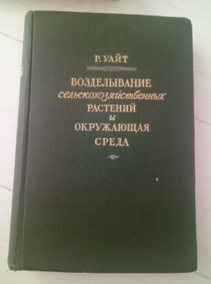 Р. УАЙТ
ВОЗДЕЛЫВАНИЕ
сельскохозяйственных
РАСТЕНИЙ
и
ОКРУЖАЮЩАЯ
СРЕДА